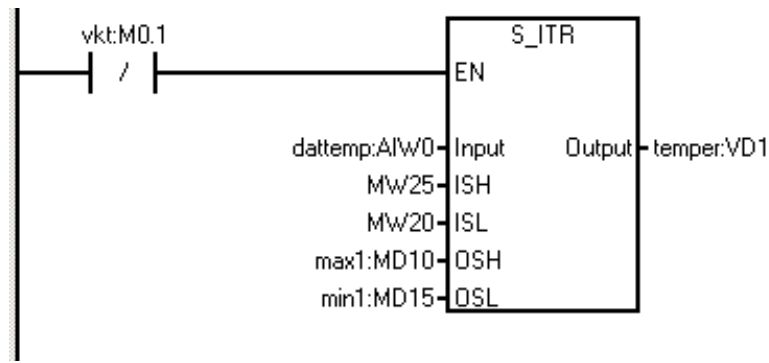 vkt:M0.1
/
S_ITR
EN
dattemp:AIW0 Input Output temper:VD1
MW25 ISH
MW20 ISL
max1:MD10 OSH
min1:MD15 OSL